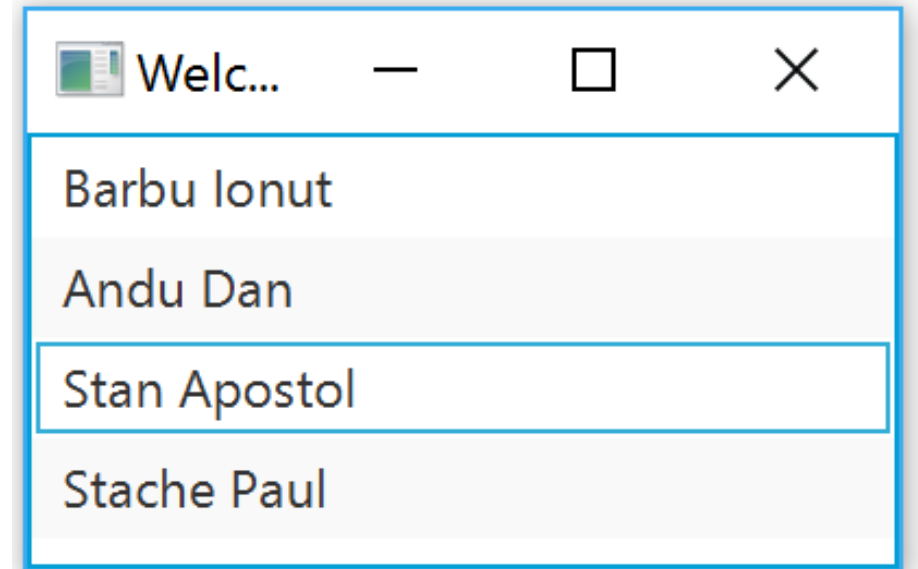 Welc...
Barbu Ionut
Andu Dan
Stan Apostol
Stache Paul